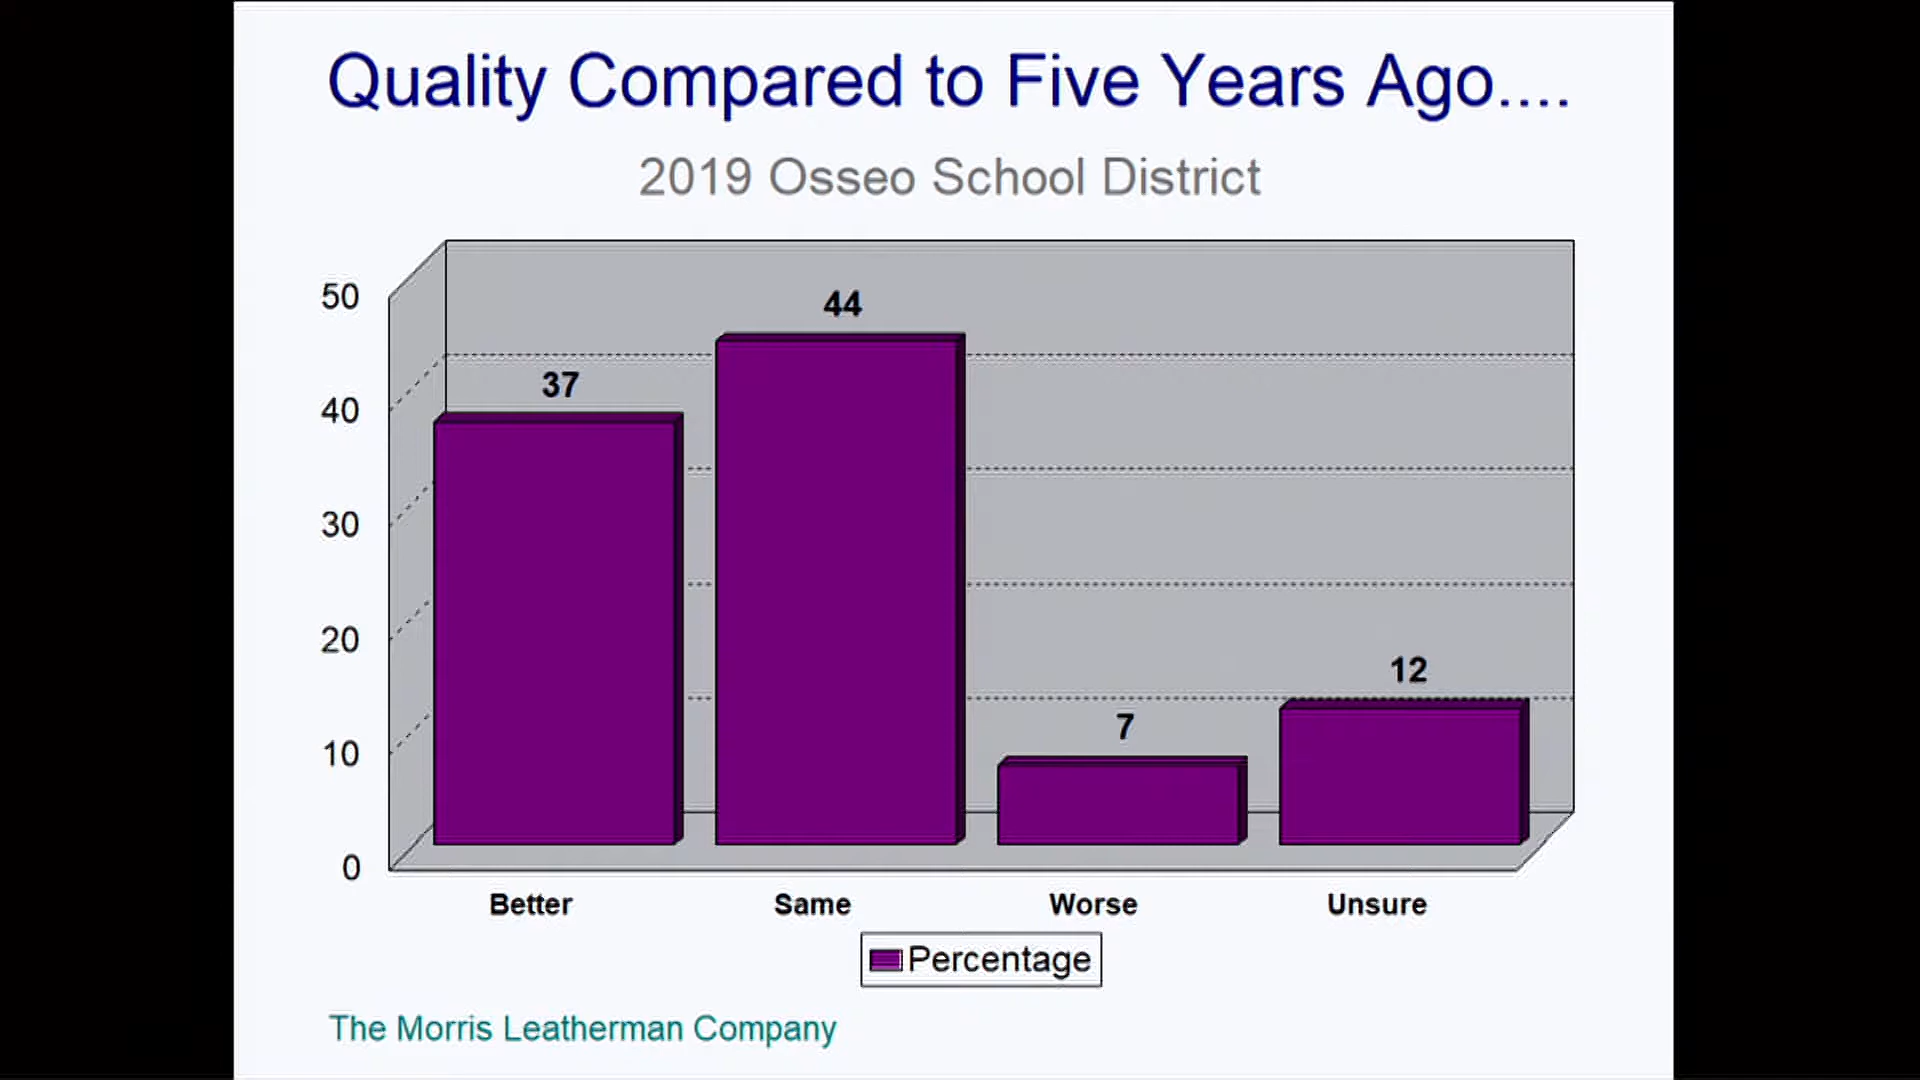 Quality Compared to Five Years Ago....
2019 Osseo School District
50
40
30
20
10
0
37
44
7
12
Better
Same
Worse
Unsure
Percentage
The Morris Leatherman Company